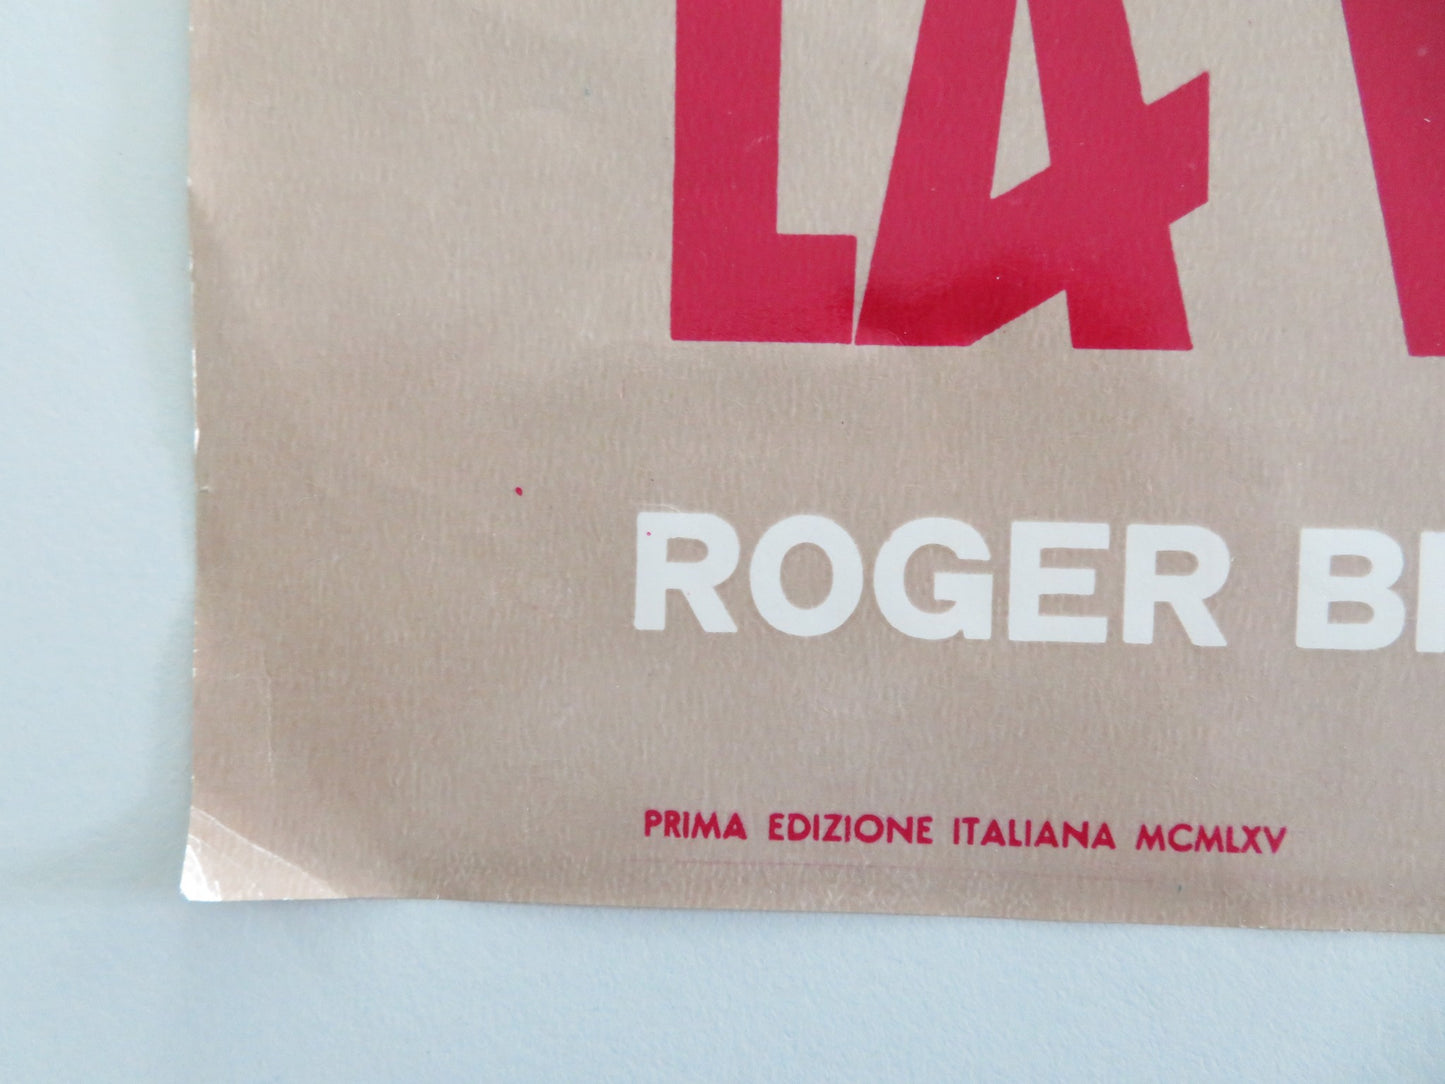 LA
ROGER
PRIMA EDIZIONE ITALIANA MCMLXV